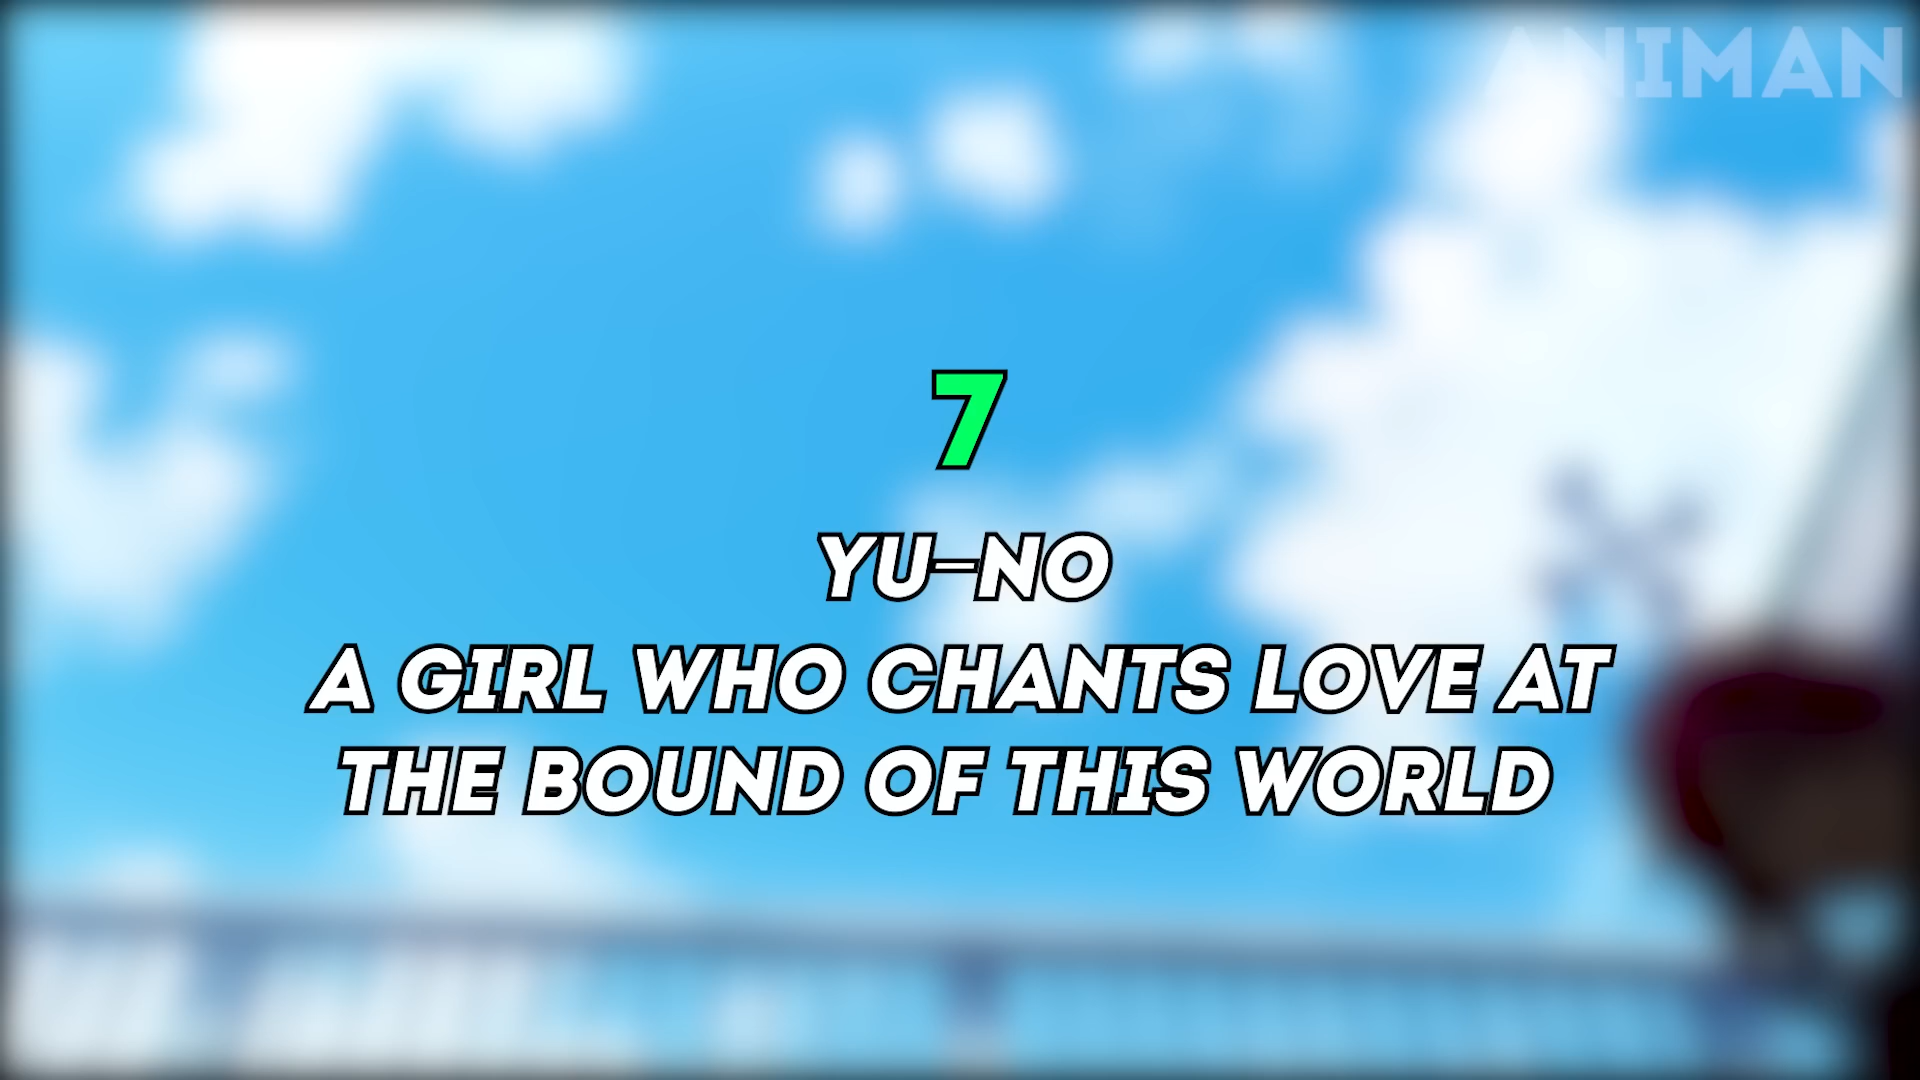 ANIMAN
7
YU-NO
A GIRL WHO CHANTS LOVE AT
THE BOUND OF THIS WORLD